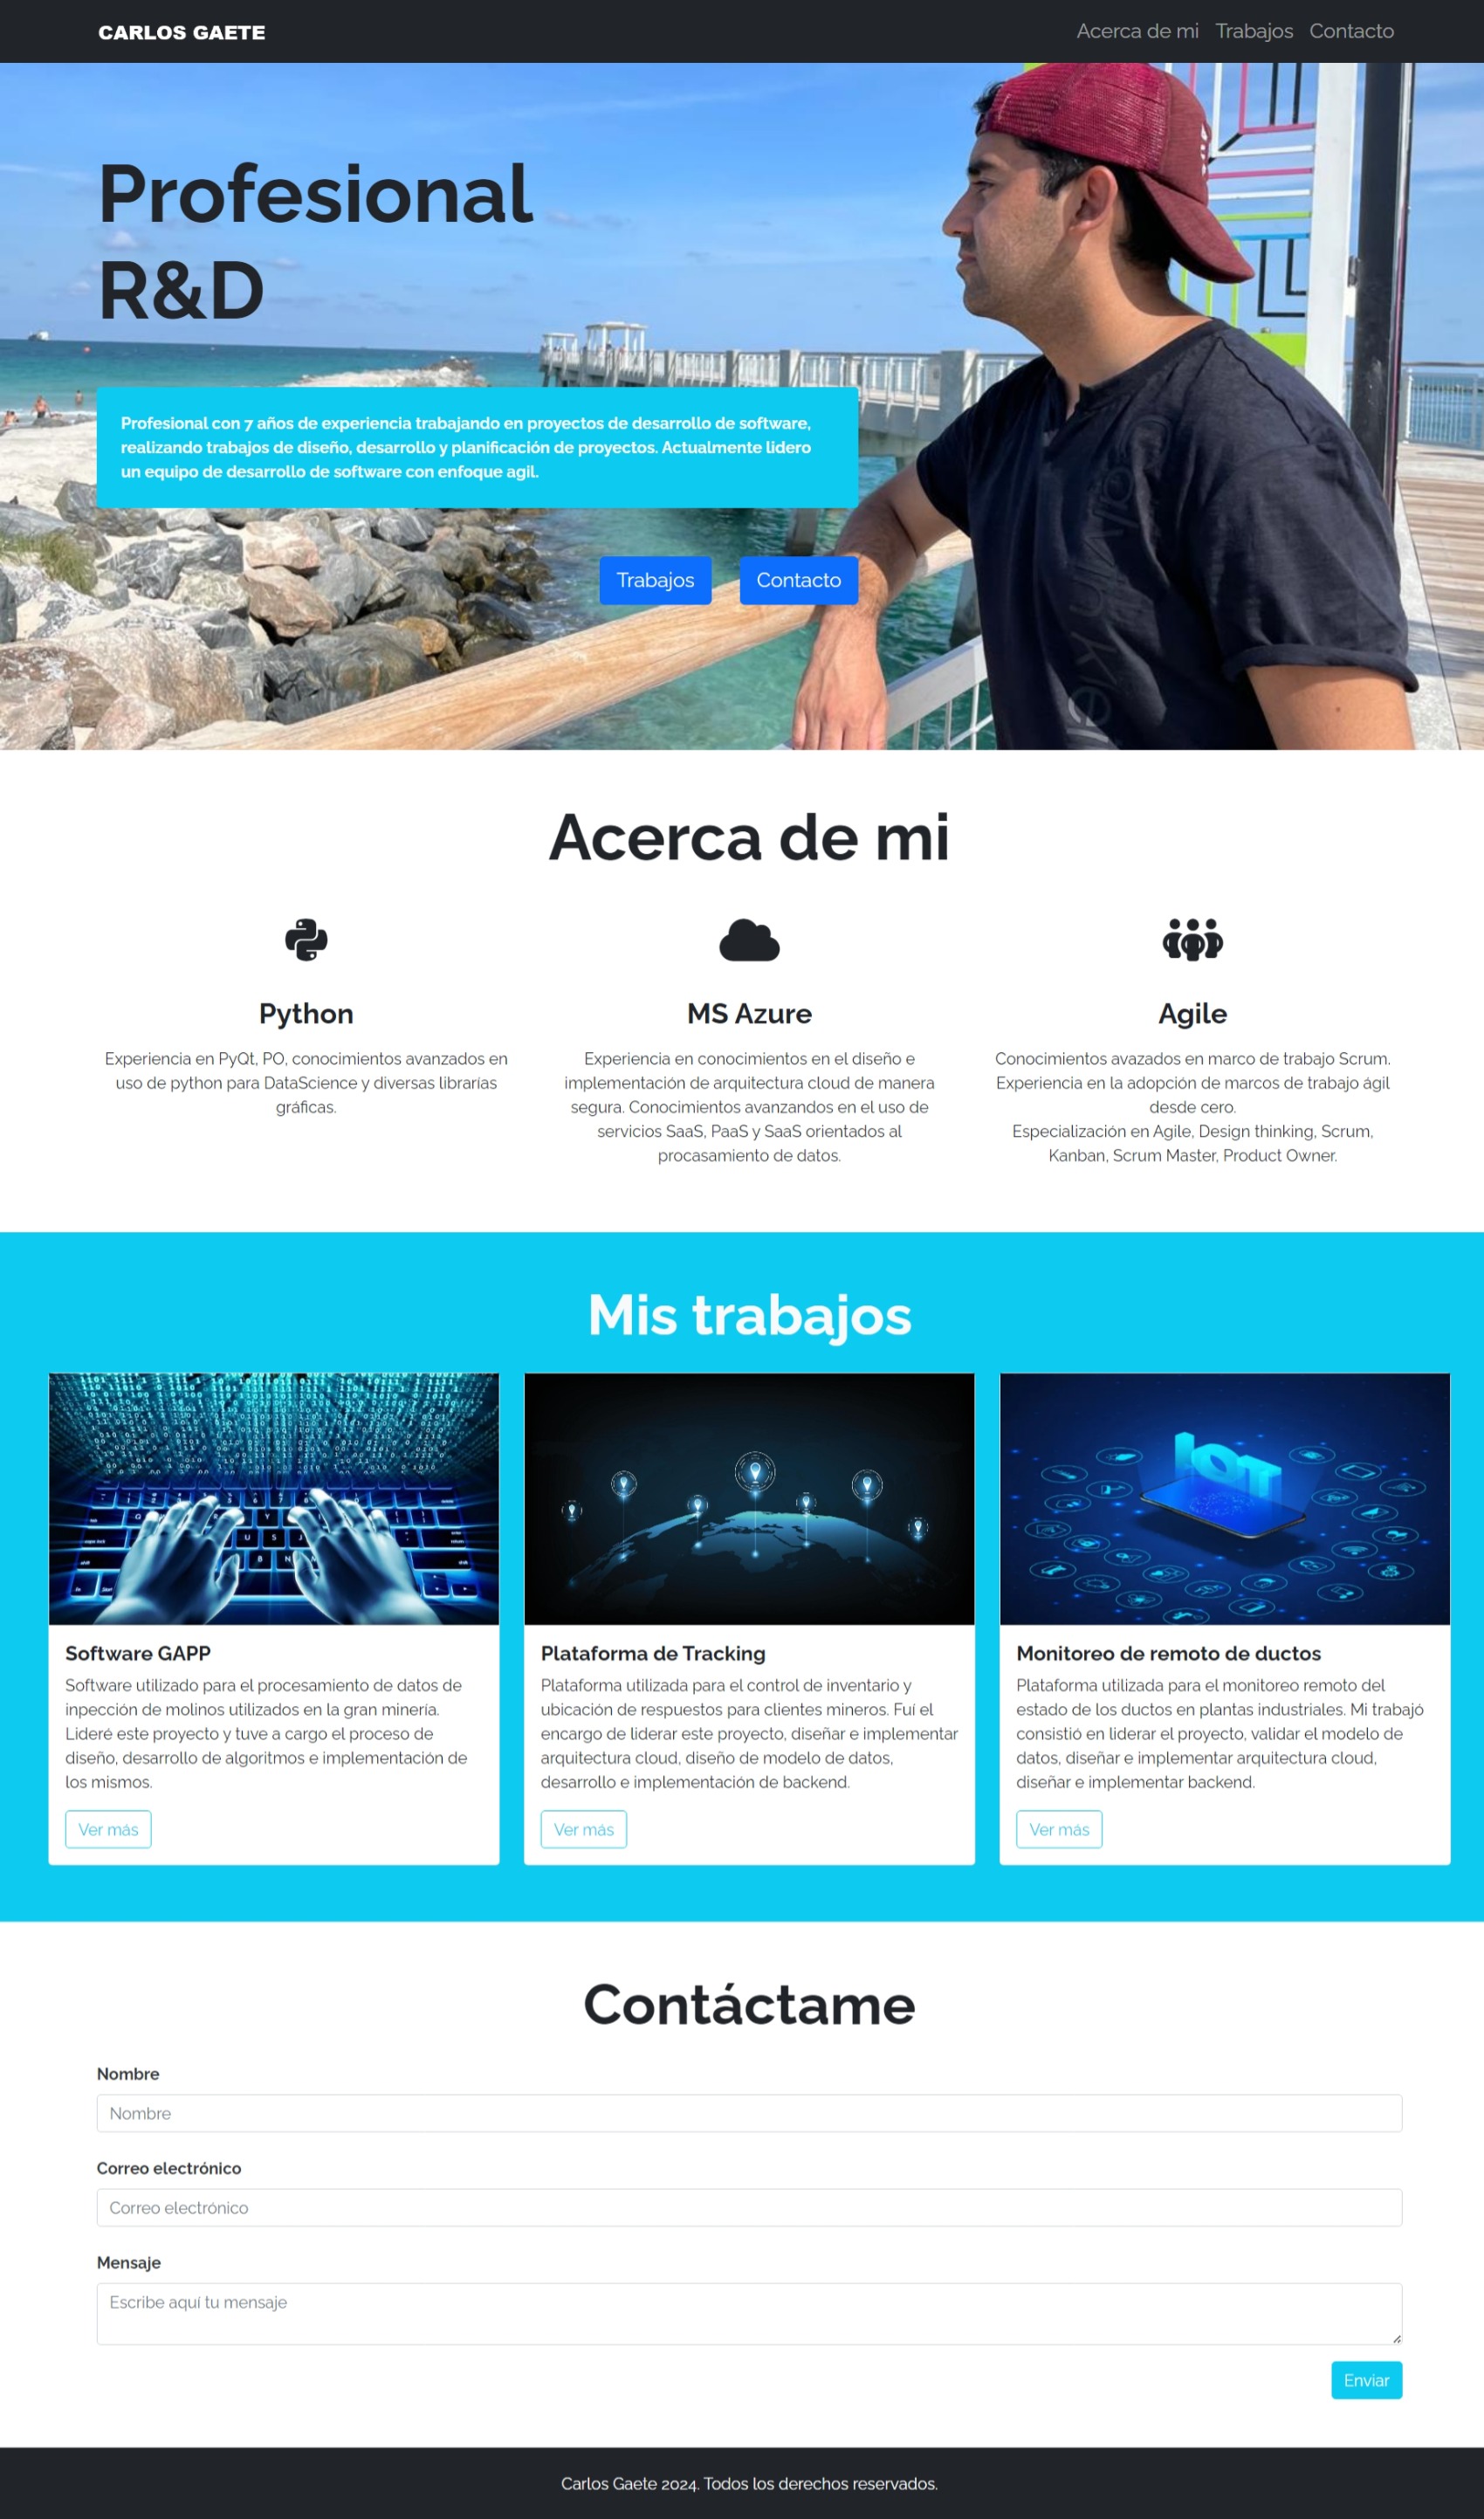 CARLOS GAETE
Acerca de mi Trabajos Contacto
Profesional
R&D
Profesional con 7 años de experiencia trabajando en proyectos de desarrollo de software,
realizando trabajos de diseño, desarrollo y planificación de proyectos. Actualmente lidero
un equipo de desarrollo de software con enfoque agil.
Trabajos Contacto
Acerca de mi
Python
Experiencia en PyQt, PO, conocimientos avanzados en
uso de python para DataScience y diversas librarías
gráficas.
MS Azure
Experiencia en conocimientos en el diseño e
implementación de arquitectura cloud de manera
segura. Conocimientos avanzandos en el uso de
servicios SaaS, PaaS y SaaS orientados al
procasamiento de datos.
Agile
Conocimientos avazados en marco de trabajo Scrum.
Experiencia en la adopción de marcos de trabajo ágil
desde cero.
Especialización en Agile, Design thinking, Scrum,
Kanban, Scrum Master, Product Owner.
Mis trabajos
Software GAPP
Software utilizado para el procesamiento de datos de
inpección de molinos utilizados en la gran minería.
Lideré este proyecto y tuve a cargo el proceso de
diseño, desarrollo de algoritmos e implementación de
los mismos.
Ver más
Plataforma de Tracking
Plataforma utilizada para el control de inventario y
ubicación de respuestos para clientes mineros. Fuí el
encargo de liderar este proyecto, diseñar e implementar
arquitectura cloud, diseño de modelo de datos,
desarrollo e implementación de backend.
Ver más
IOT
Monitoreo de remoto de ductos
Plataforma utilizada para el monitoreo remoto del
estado de los ductos en plantas industriales. Mi trabajó
consistió en liderar el proyecto, validar el modelo de
datos, diseñar e implementar arquitectura cloud,
diseñar e implementar backend.
Ver más
Contáctame
Nombre
Nombre
Correo electrónico
Correo electrónico
Mensaje
Escribe aquí tu mensaje
Enviar
Carlos Gaete 2024. Todos los derechos reservados.